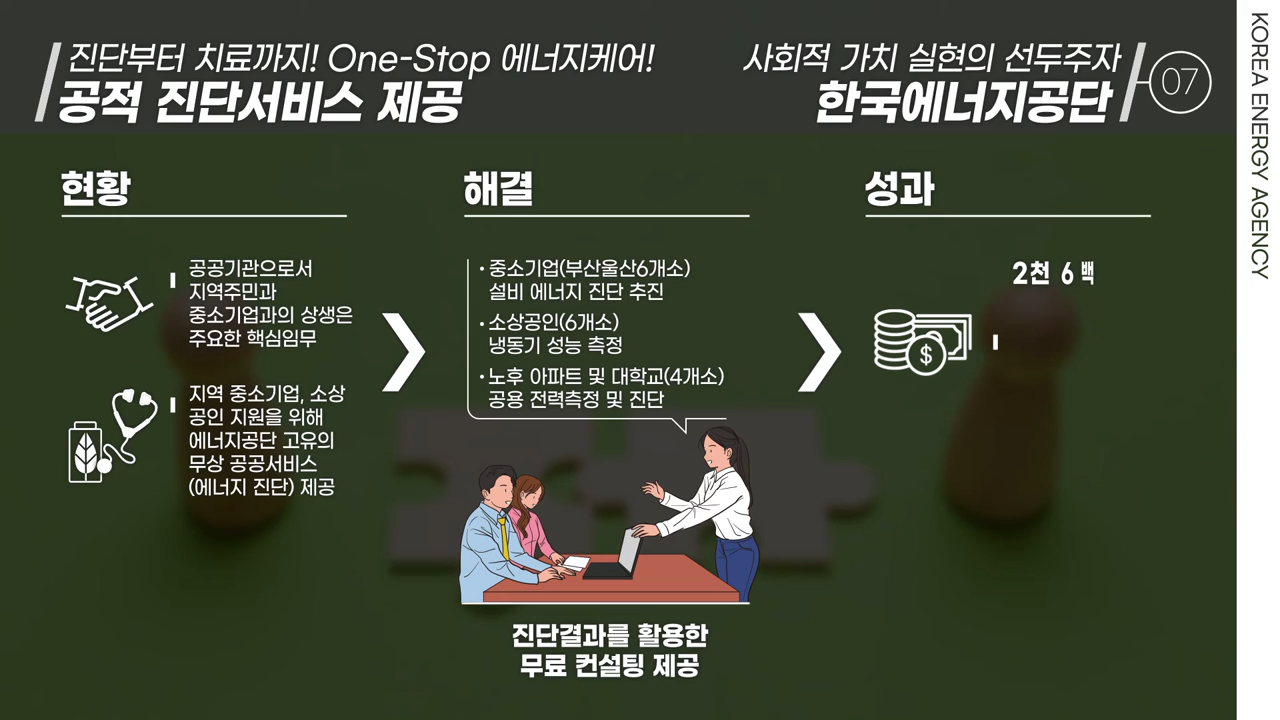 진단부터 치료까지! One-Stop 에너지케어!
공적 진단서비스 제공
사회적 가치 실현의 선두주자
한국에너지공단
07
KOREA ENERGY AGENCY
현황
공공기관으로서
지역주민과
중소기업과의 상생은
주요한 핵심임무
지역 중소기업, 소상
공인 지원을 위해
에너지공단 고유의
무상 공공서비스
(에너지 진단) 제공
해결
· 중소기업(부산울산6개소)
설비 에너지 진단 추진
· 소상공인(6개소)
냉동기 성능 측정
· 노후 아파트 및 대학교(4개소)
공용 전력측정 및 진단
진단결과를 활용한
무료 컨설팅 제공
성과
2천 6백
$